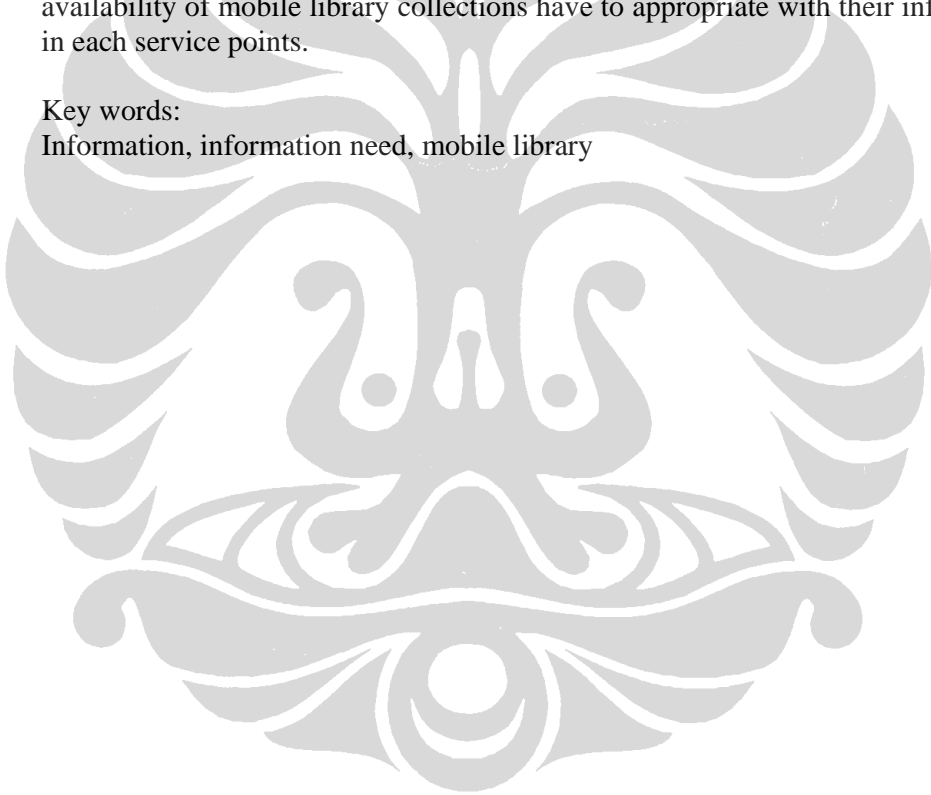 availability of mobile library collections have to appropriate with their
in each service points.
Key words:
Information, information need, mobile library